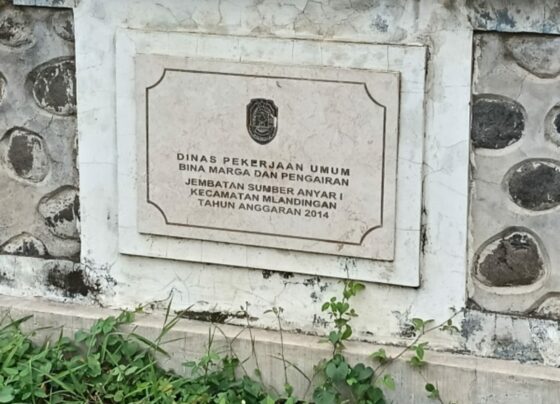 DINAS PEKERJAAN UMUM
BINA MARGA DAN PENGAIRAN
JEMBATAN SUMBER ANYAR I
KECAMATAN MLANDINGAN
TAHUN ANGGARAN 2014